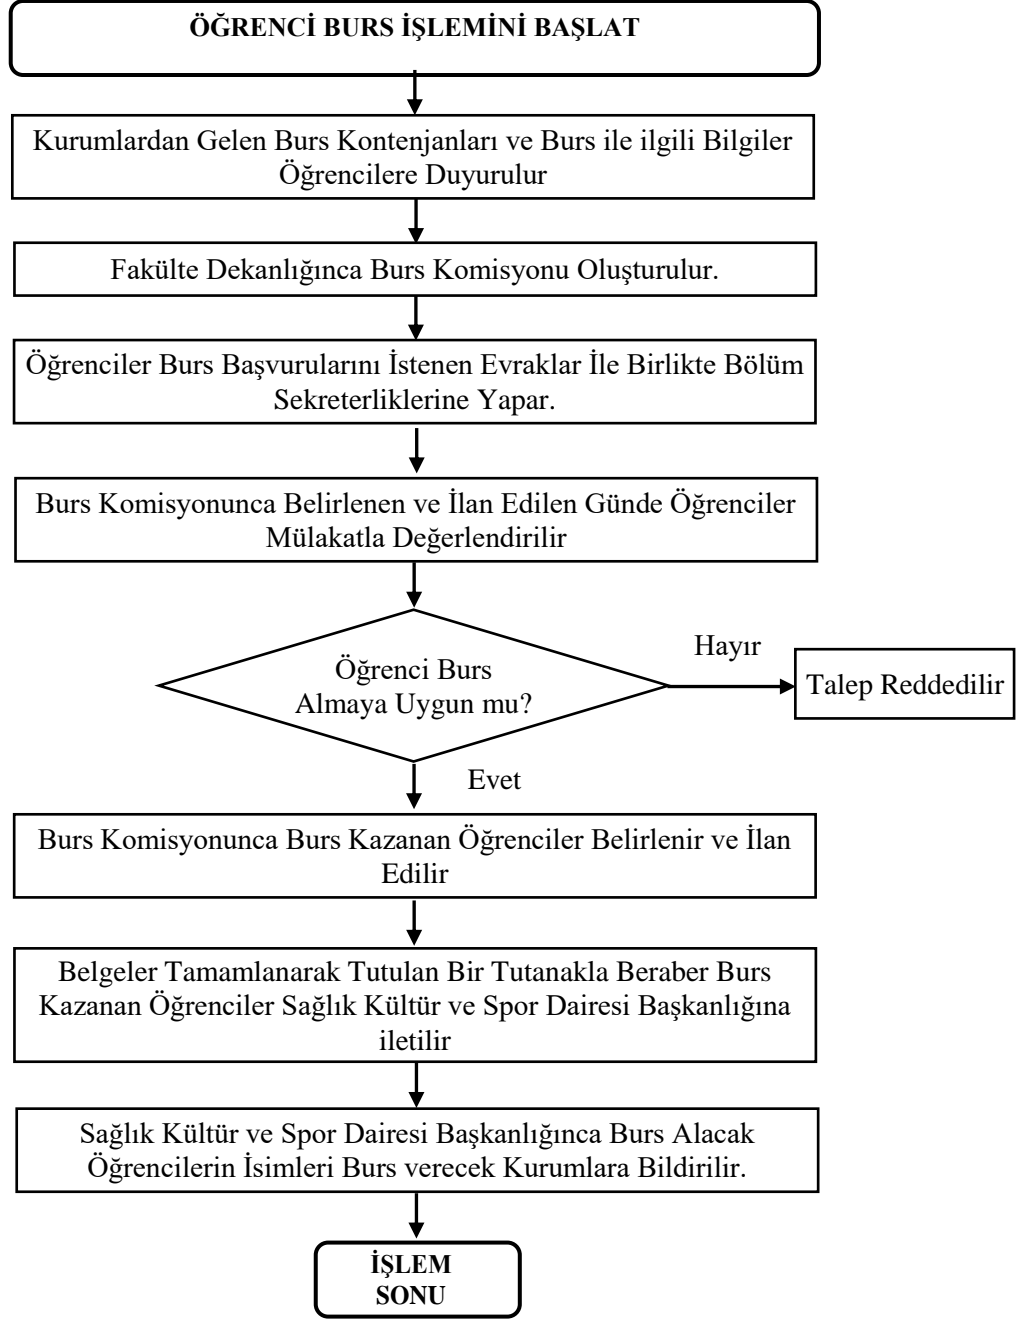 ÖĞRENCİ BURS İŞLEMİNİ BAŞLAT
Kurumlardan Gelen Burs Kontenjanları ve Burs ile ilgili Bilgiler
Öğrencilere Duyurulur
Fakülte Dekanlığınca Burs Komisyonu Oluşturulur.
Öğrenciler Burs Başvurularını İstenen Evraklar İle Birlikte Bölüm
Sekreterliklerine Yapar.
Burs Komisyonunca Belirlenen ve İlan Edilen Günde Öğrenciler
Mülakatla Değerlendirilir
Öğrenci Burs
Almaya Uygun mu?
Hayır
Talep Reddedilir
Evet
Burs Komisyonunca Burs Kazanan Öğrenciler Belirlenir ve İlan
Edilir
Belgeler Tamamlanarak Tutulan Bir Tutanakla Beraber Burs
Kazanan Öğrenciler Sağlık Kültür ve Spor Dairesi Başkanlığına
iletilir
Sağlık Kültür ve Spor Dairesi Başkanlığınca Burs Alacak
Öğrencilerin İsimleri Burs verecek Kurumlara Bildirilir.
İŞLEM
SONU